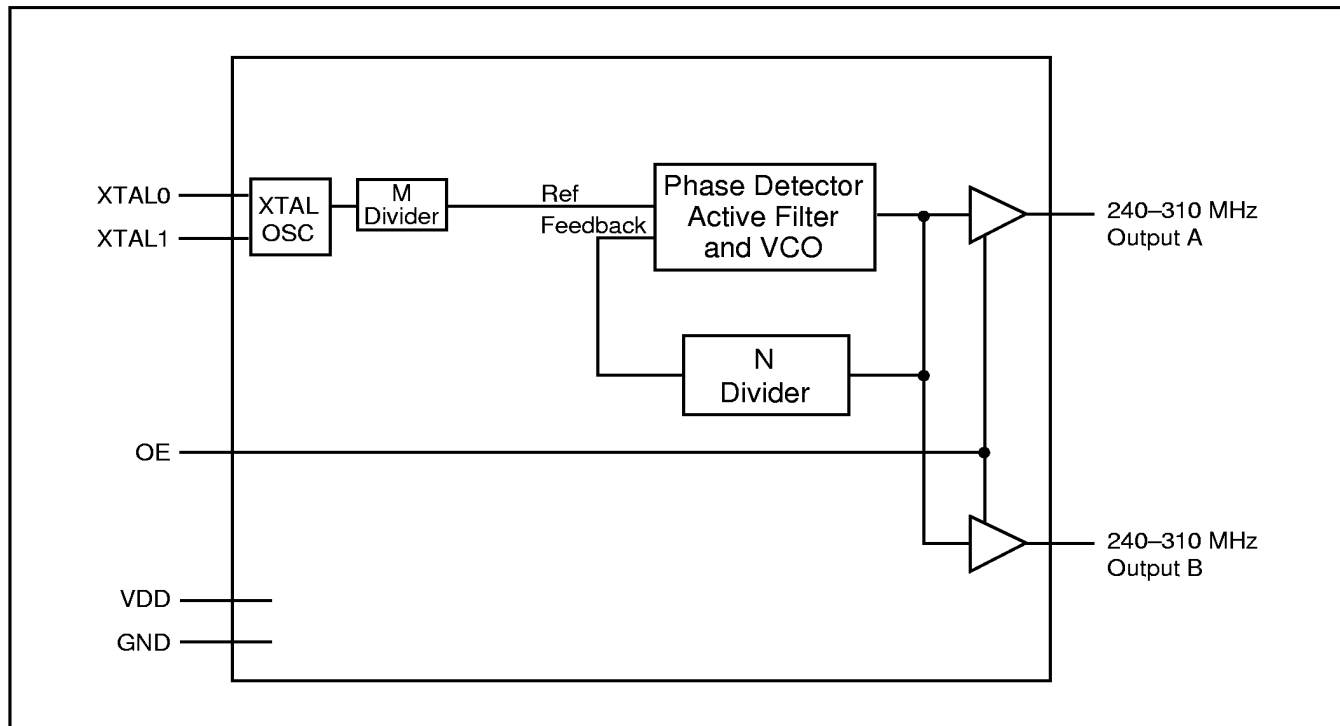 XTAL0
XTAL1
XTAL
OSC
M
Divider
Ref
Feedback
Phase Detector
Active Filter
and VCO
240–310 MHz
Output A
N
Divider
OE
240–310 MHz
Output B
VDD
GND